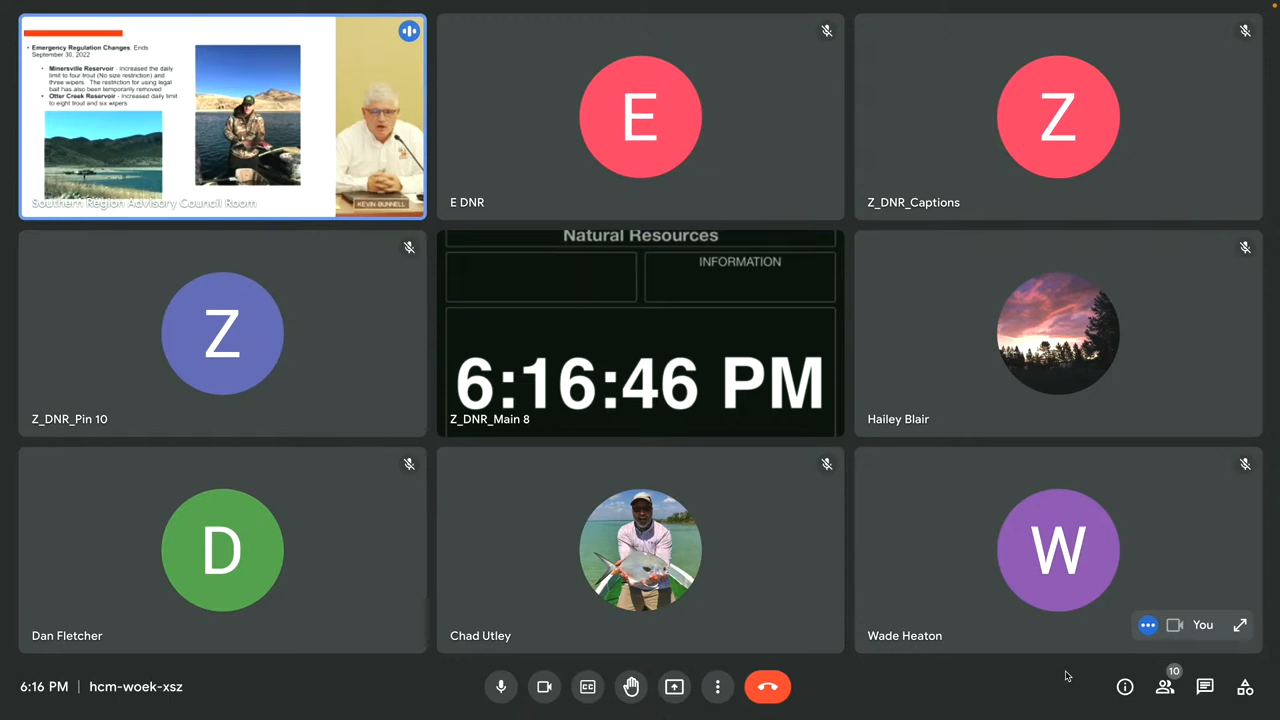 • Emergency Regulation Changes. Ends
September 30, 2022
• Minersville Reservoir - Increased the daily
limit to four trout (No size restriction) and
three wipers. The restriction for using legal
bait has also been temporarily removed
• Otter Creek Reservoir - Increased daily limit
to eight trout and six wipers
KEVIN BUNNELL
Southern Region Advisory Council Room
E
E DNR
Z
Z_DNR_Captions
Z
Z_DNR_Pin 10
Natural Resources
INFORMATION
6:16:46 PM
Z_DNR_Main 8
Hailey Blair
D
Dan Fletcher
Chad Utley
W
Wade Heaton
You
6:16 PM | hcm-woek-xsz
CC
10